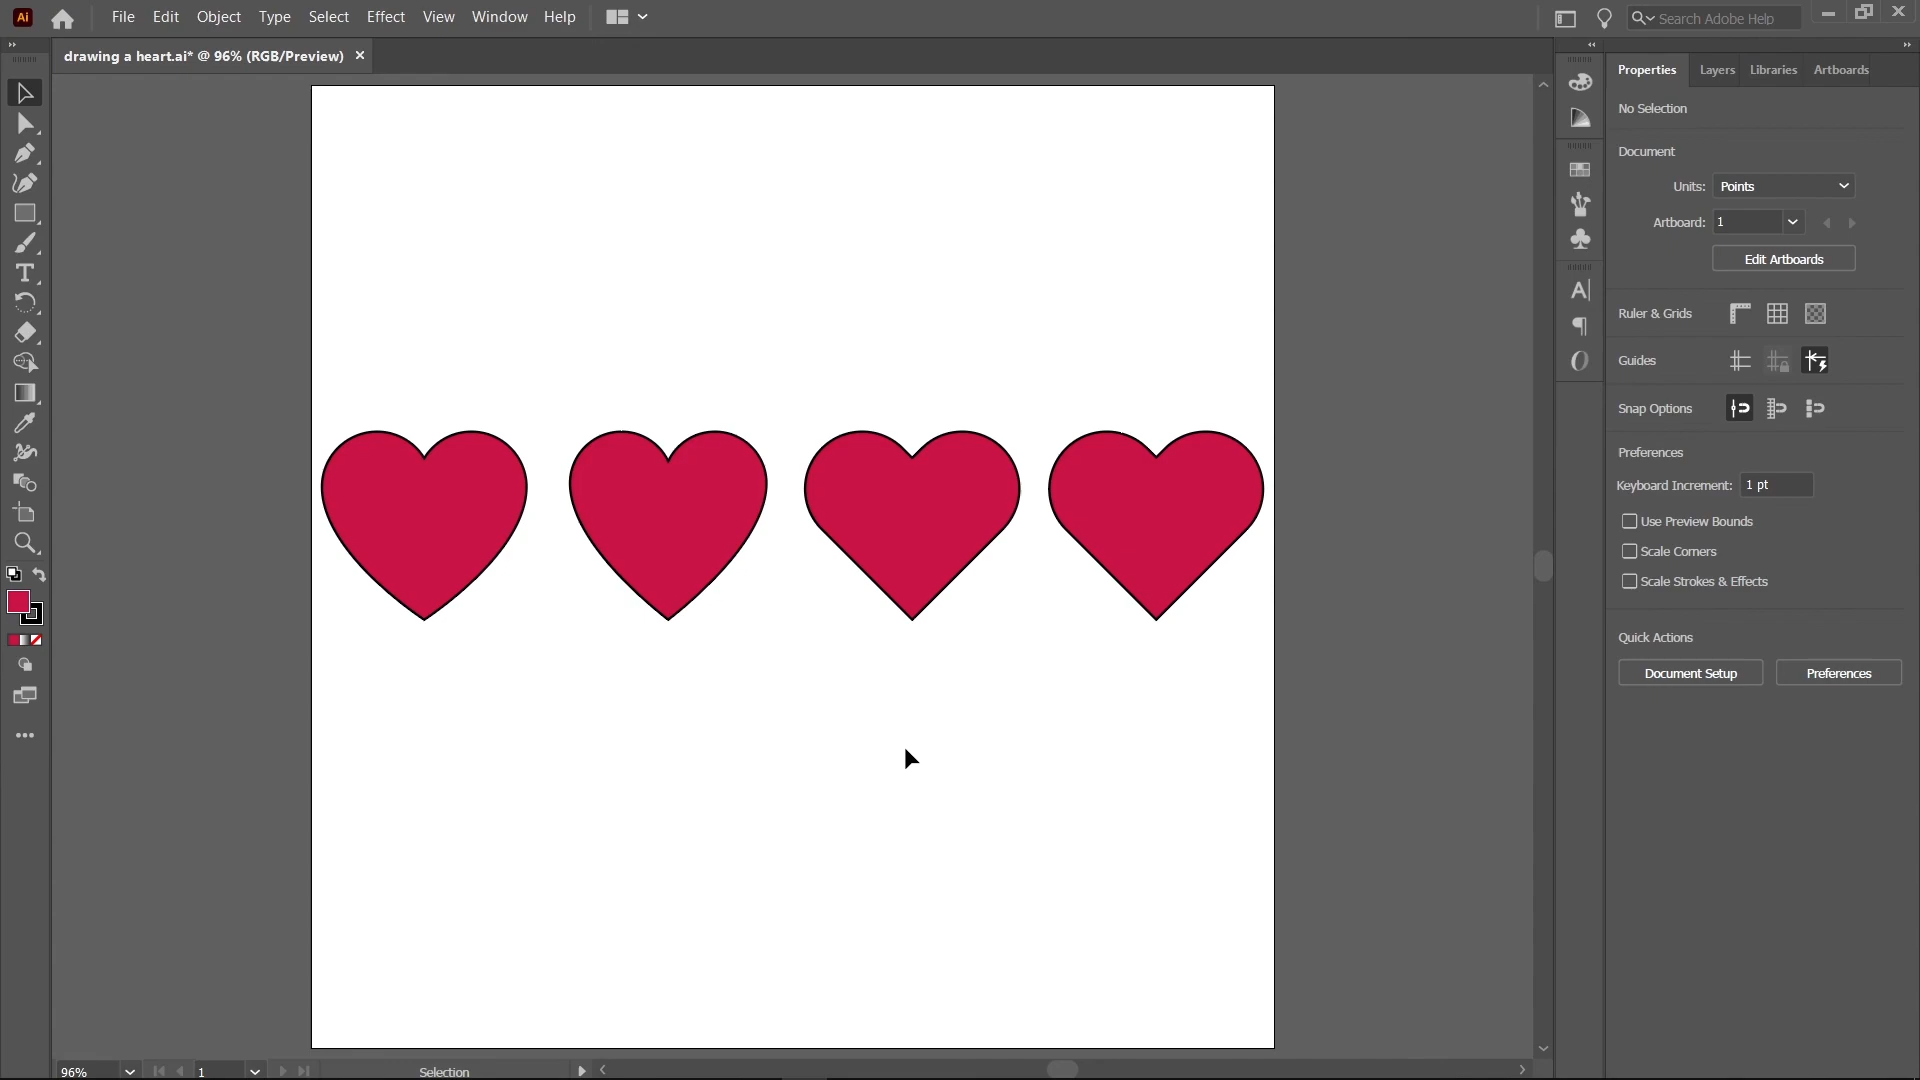 Ai File Edit Object Type Select Effect View Window Help Search Adobe Help
drawing a heart.ai* @ 96% (RGB/Preview) ×
Properties Layers Libraries Artboards
No Selection
Document
Units: Points
Artboard: 1
Edit Artboards
Ruler & Grids
Guides
Snap Options
Preferences
Keyboard Increment: 1 pt
Use Preview Bounds
Scale Corners
Scale Strokes & Effects
Quick Actions
Document Setup Preferences
96% 1 Selection